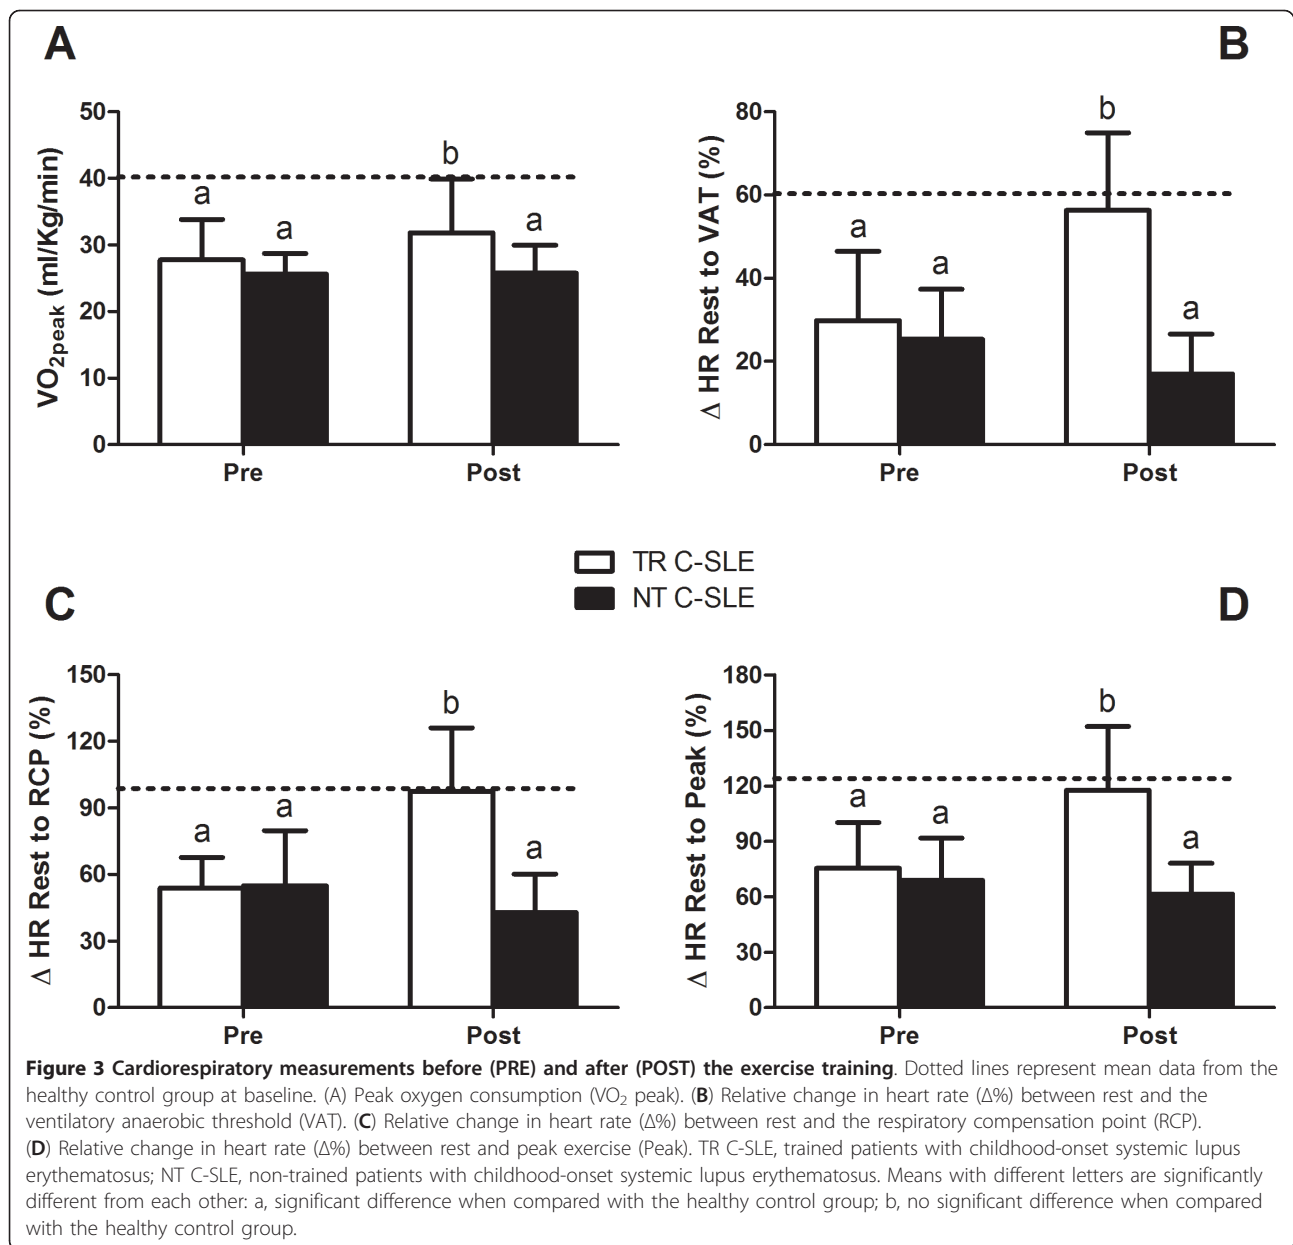 A
B
50
40
30
20
10
0
VO2peak (ml/Kg/min)
a
a
b
a
Pre
Post
80
60
40
20
0
Δ HR Rest to VAT (%)
a
a
b
a
Pre
Post
TR C-SLE
NT C-SLE
C
D
150
120
90
60
30
0
Δ HR Rest to RCP (%)
a
a
b
a
Pre
Post
180
150
120
90
60
30
0
Δ HR Rest to Peak (%)
a
a
b
a
Pre
Post
Figure 3 Cardiorespiratory measurements before (PRE) and after (POST) the exercise training. Dotted lines represent mean data from the
healthy control group at baseline. (A) Peak oxygen consumption (VO2 peak). (B) Relative change in heart rate (Δ%) between rest and the
ventilatory anaerobic threshold (VAT). (C) Relative change in heart rate (Δ%) between rest and the respiratory compensation point (RCP).
(D) Relative change in heart rate (Δ%) between rest and peak exercise (Peak). TR C-SLE, trained patients with childhood-onset systemic lupus
erythematosus; NT C-SLE, non-trained patients with childhood-onset systemic lupus erythematosus. Means with different letters are significantly
different from each other: a, significant difference when compared with the healthy control group; b, no significant difference when compared
with the healthy control group.